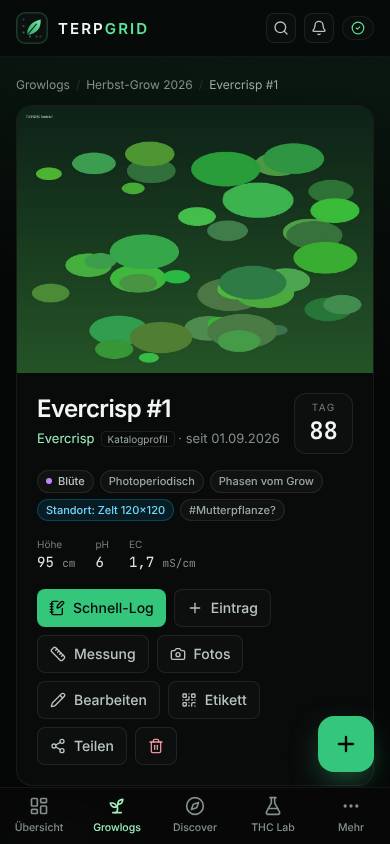 TERPGRID
Growlogs / Herbst-Grow 2026 / Evercrisp #1
Evercrisp #1
TAG
88
Evercrisp Katalogprofil · seit 01.09.2026
Blüte Photoperiodisch Phasen vom Grow
Standort: Zelt 120×120 #Mutterpflanze?
Höhe pH EC
95 cm 6 1,7 mS/cm
Schnell-Log Eintrag
Messung Fotos
Bearbeiten Etikett
Teilen
Übersicht Growlogs Discover THC Lab Mehr